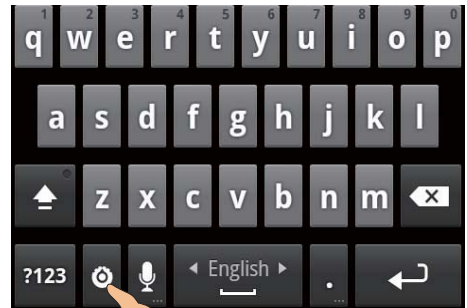 1 2 3 4 5 6 7 8 9 0
q w e r t y u i o p
a s d f g h j k l
z x c v b n m
?123 ... ◄ English ► . ...